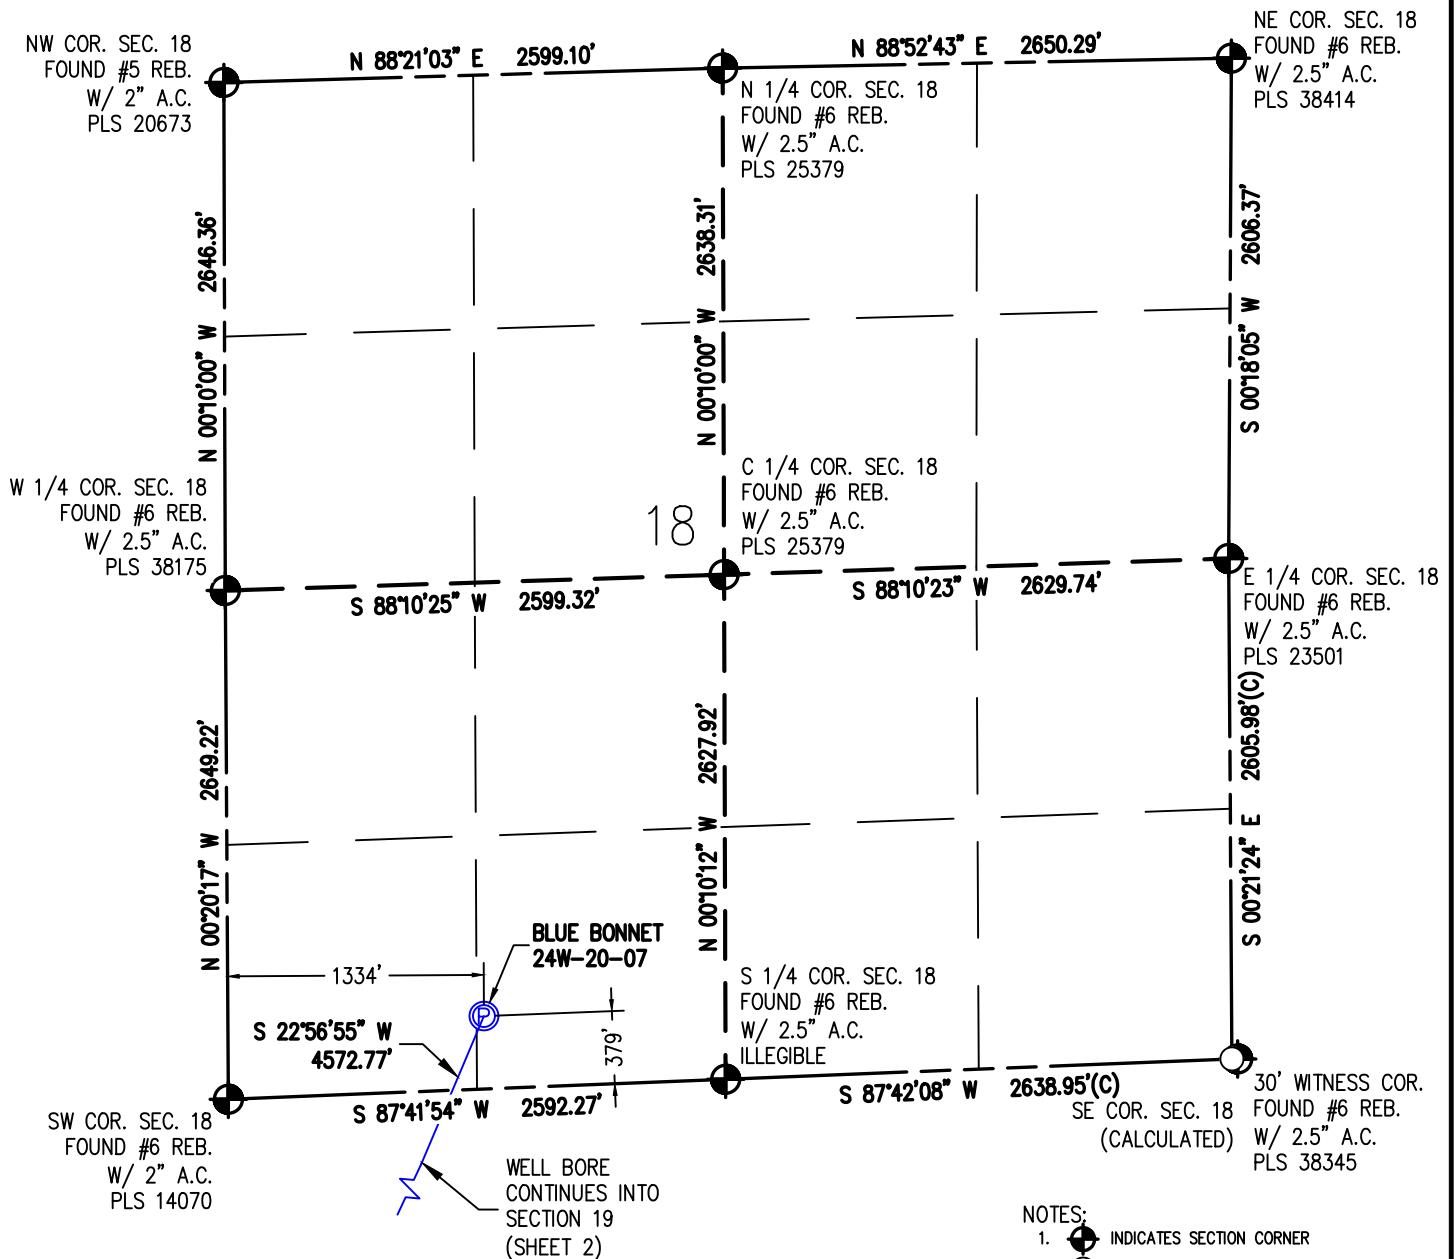 NW COR. SEC. 18
FOUND #5 REB.
W/ 2" A.C.
PLS 20673
N 88°21'03" E 2599.10'
N 88°52'43" E 2650.29'
NE COR. SEC. 18
FOUND #6 REB.
W/ 2.5" A.C.
PLS 38414
N 1/4 COR. SEC. 18
FOUND #6 REB.
W/ 2.5" A.C.
PLS 25379
N 00°10'00" W 2646.36'
N 00°10'00" W 2638.31'
S 00°18'05" W 2606.37'
W 1/4 COR. SEC. 18
FOUND #6 REB.
W/ 2.5" A.C.
PLS 38175
18
C 1/4 COR. SEC. 18
FOUND #6 REB.
W/ 2.5" A.C.
PLS 25379
S 88°10'25" W 2599.32'
S 88°10'23" W 2629.74'
E 1/4 COR. SEC. 18
FOUND #6 REB.
W/ 2.5" A.C.
PLS 23501
N 00°20'17" W 2649.22'
N 00°10'12" W 2627.92'
S 00°21'24" E 2605.98'(C)
BLUE BONNET
24W-20-07
1334'
P
379'
S 22°56'55" W
4572.77'
S 1/4 COR. SEC. 18
FOUND #6 REB.
W/ 2.5" A.C.
ILLEGIBLE
S 87°41'54" W 2592.27'
S 87°42'08" W 2638.95'(C)
SW COR. SEC. 18
FOUND #6 REB.
W/ 2" A.C.
PLS 14070
SE COR. SEC. 18
(CALCULATED)
30' WITNESS COR.
FOUND #6 REB.
W/ 2.5" A.C.
PLS 38345
WELL BORE
CONTINUES INTO
SECTION 19
(SHEET 2)
NOTES:
1. INDICATES SECTION CORNER